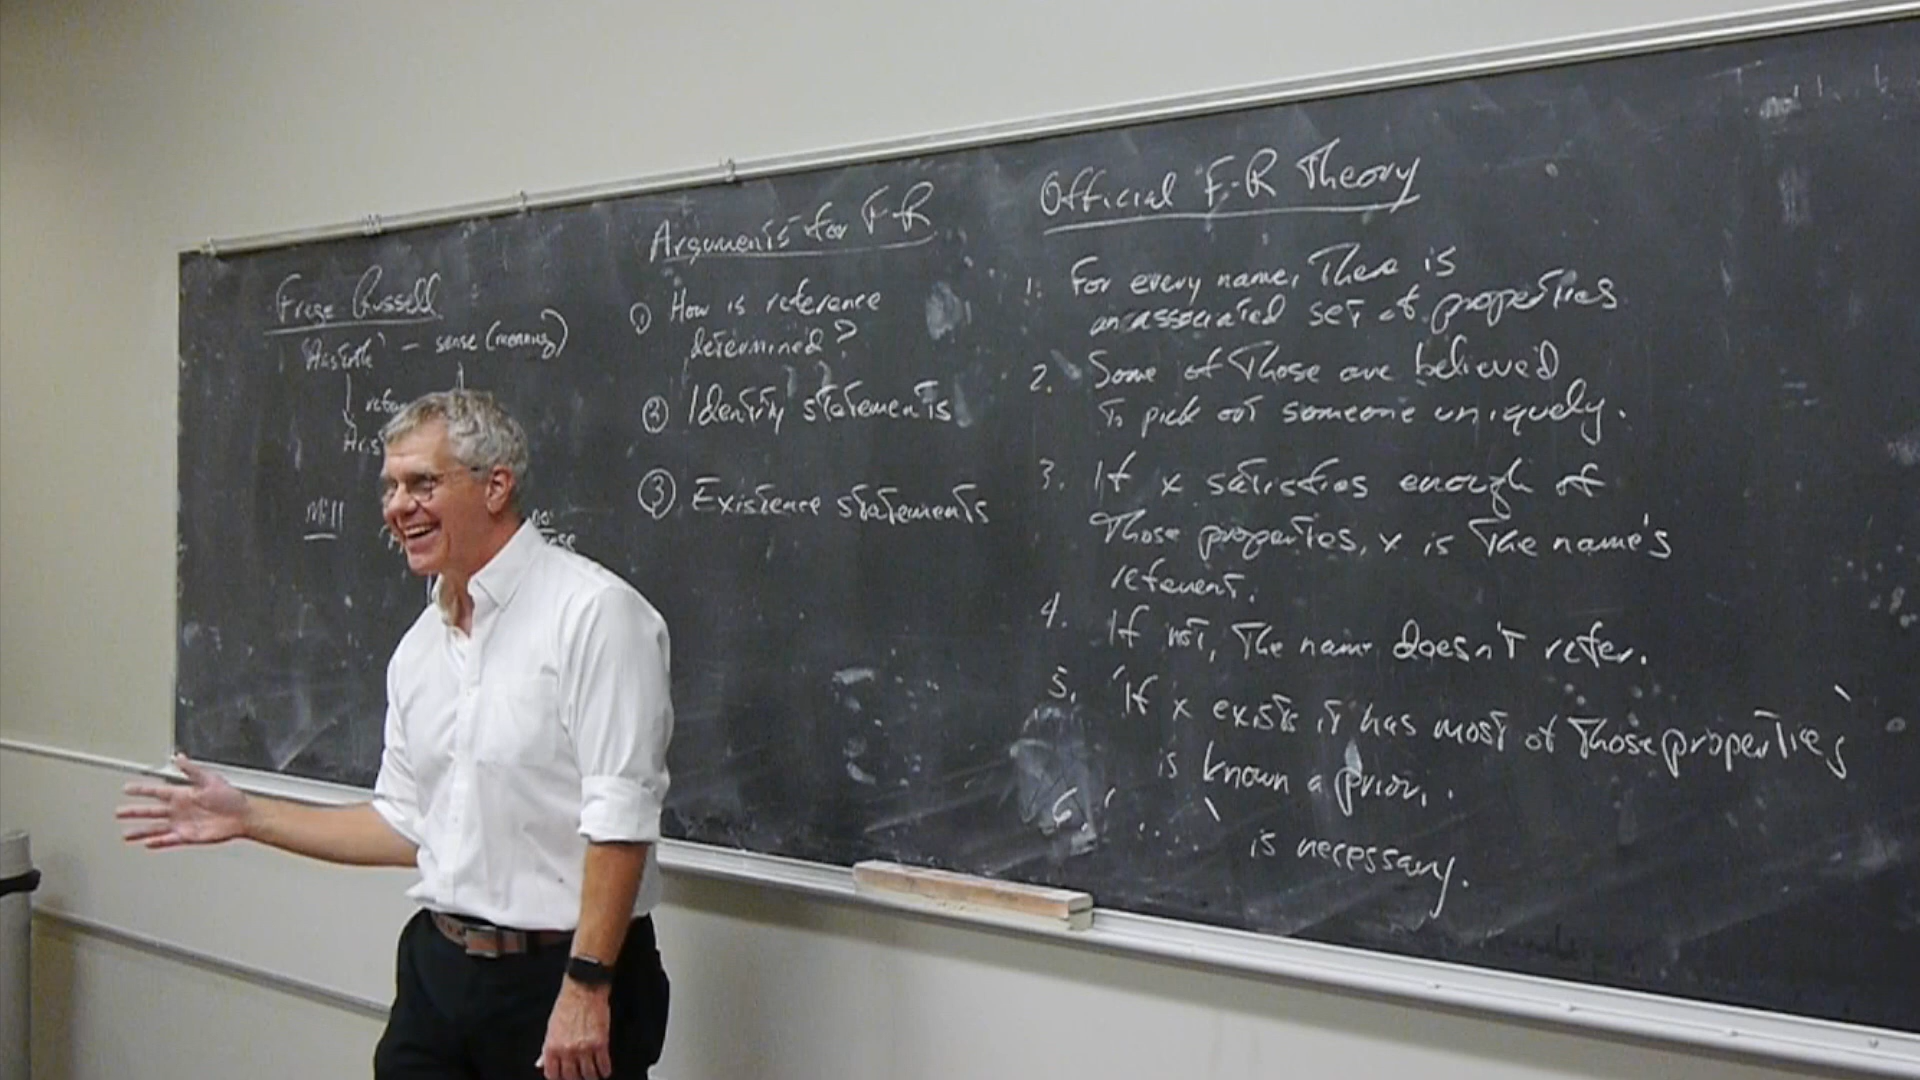 Frege Russell
'Aristotle' – sense (meaning)
Mill
Arguments for F-R
① How is reference
determined?
② Identity statements
③ Existence statements
Official F-R Theory
1. For every name, There is
an associated set of properties
2. Some of Those are believed
To pick out someone uniquely.
3. If x satisfies enough of
Those properties, x is The name's
referent.
4. If not, The name doesn't refer.
5. 'If x exists it has most of Those properties'
is known a priori.
6. ' .. '
is necessary.